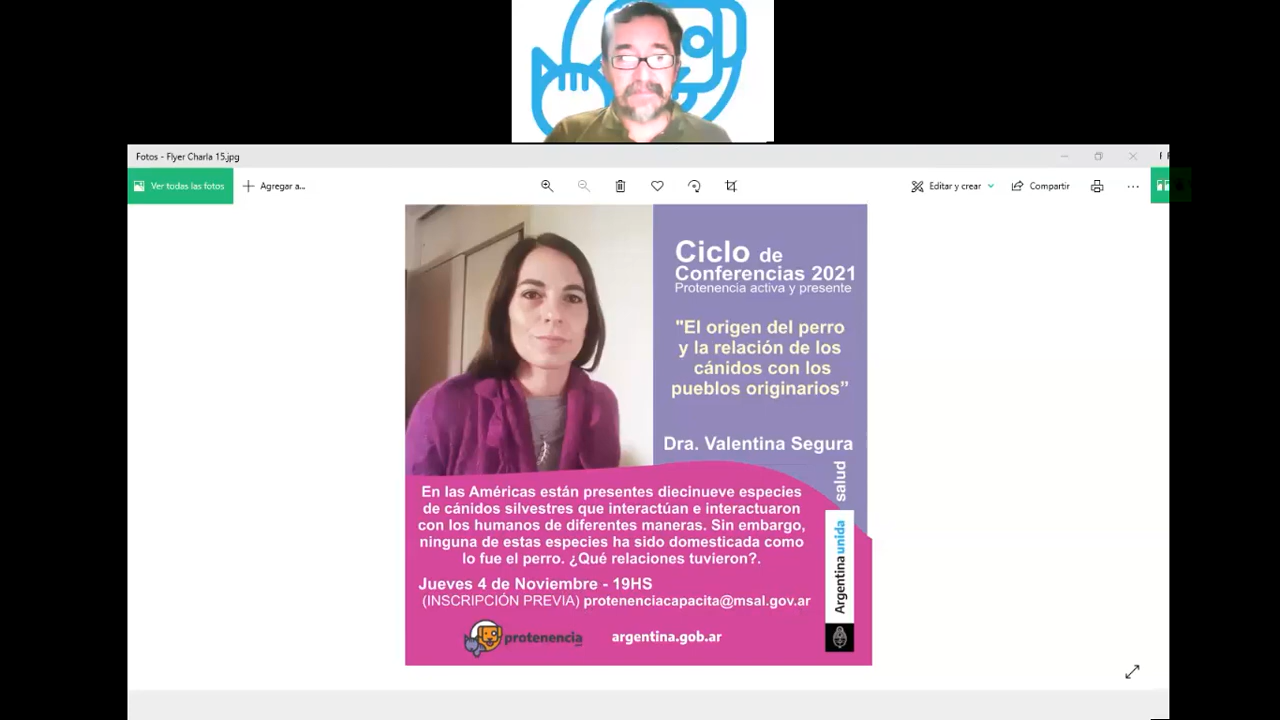 Fotos - Flyer Charla 15.jpg
Ver todas las fotos
Agregar a...
Editar y crear
Compartir
Ciclo de
Conferencias 2021
Protenencia activa y presente
"El origen del perro
y la relación de los
cánidos con los
pueblos originarios”
Dra. Valentina Segura
En las Américas están presentes diecinueve especies
de cánidos silvestres que interactúan e interactuaron
con los humanos de diferentes maneras. Sin embargo,
ninguna de estas especies ha sido domesticada como
lo fue el perro. ¿Qué relaciones tuvieron?.
Jueves 4 de Noviembre - 19HS
(INSCRIPCIÓN PREVIA) protenenciacapacita@msal.gov.ar
protenencia
argentina.gob.ar
salud
Argentina unida